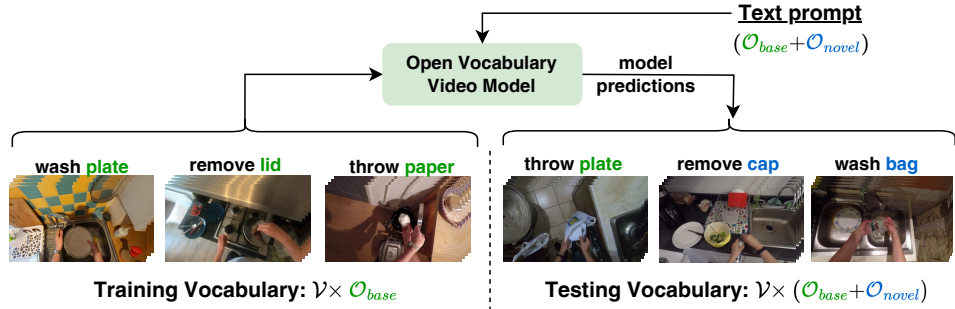 Text prompt
(𝒪base+𝒪novel)
Open Vocabulary
Video Model
model
predictions
wash plate
remove lid
throw paper
throw plate
remove cap
wash bag
Training Vocabulary: 𝒱× 𝒪base
Testing Vocabulary: 𝒱× (𝒪base+𝒪novel)